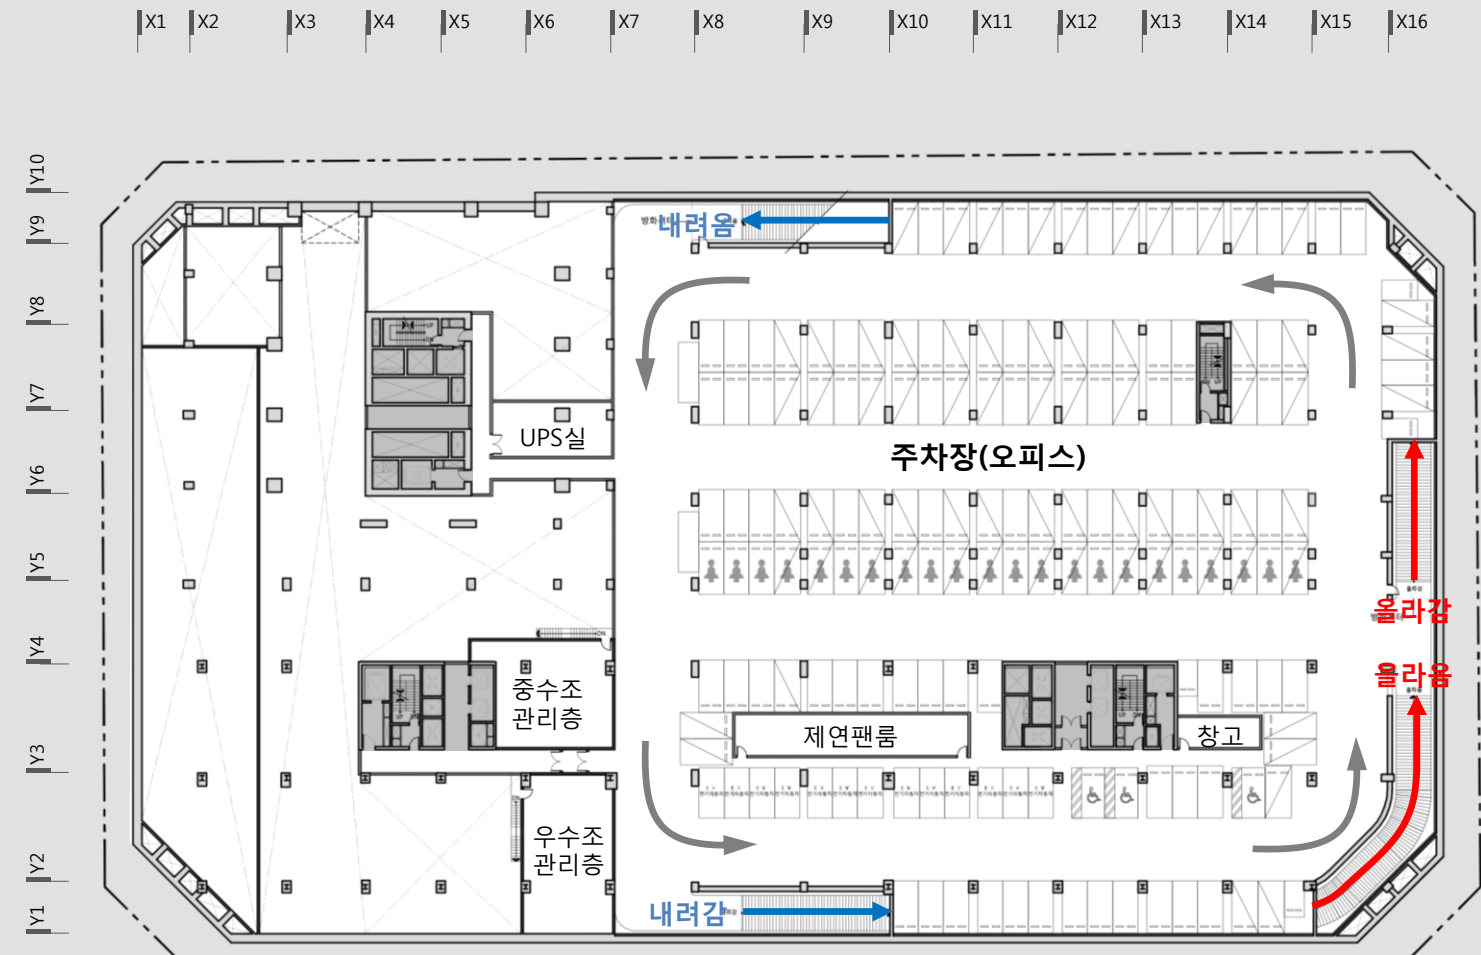 X1 X2 X3 X4 X5 X6 X7 X8 X9 X10 X11 X12 X13 X14 X15 X16
Y10
Y9
Y8
Y7
Y6
Y5
Y4
Y3
Y2
Y1
내려옴
UP
DN
UPS실
주차장(오피스)
올라감
올라옴
DN
중수조
관리층
제연팬룸
창고
우수조
관리층
내려감